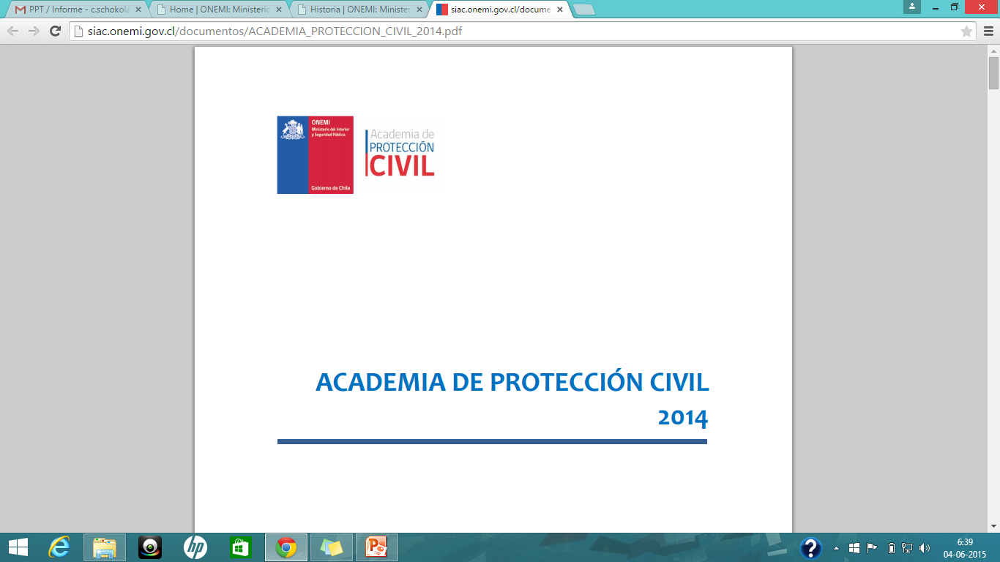 PPT / Informe - c.schokola
Home | ONEMI: Ministerio
Historia | ONEMI: Minister
siac.onemi.gov.cl/docume
siac.onemi.gov.cl/documentos/ACADEMIA_PROTECCION_CIVIL_2014.pdf
ONEMI
Ministerio del Interior
y Seguridad Pública
Gobierno de Chile
Academia de
PROTECCIÓN
CIVIL
ACADEMIA DE PROTECCIÓN CIVIL
2014
hp
6:39
04-06-2015